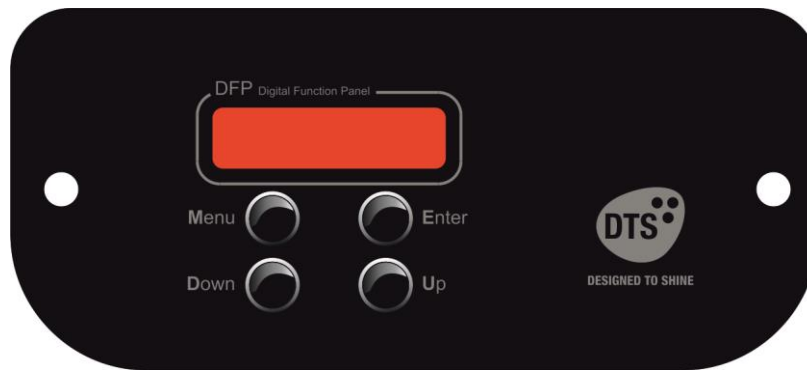 DFP Digital Function Panel
Menu
Enter
Down
Up
DTS
DESIGNED TO SHINE